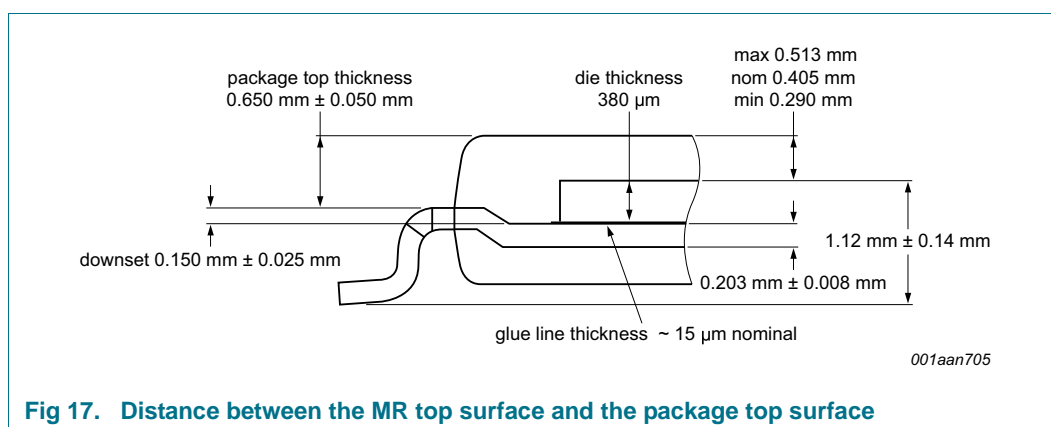 max 0.513 mm
nom 0.405 mm
min 0.290 mm
package top thickness
0.650 mm ± 0.050 mm
die thickness
380 μm
downset 0.150 mm ± 0.025 mm
1.12 mm ± 0.14 mm
0.203 mm ± 0.008 mm
glue line thickness ~ 15 μm nominal
001aan705
Fig 17. Distance between the MR top surface and the package top surface